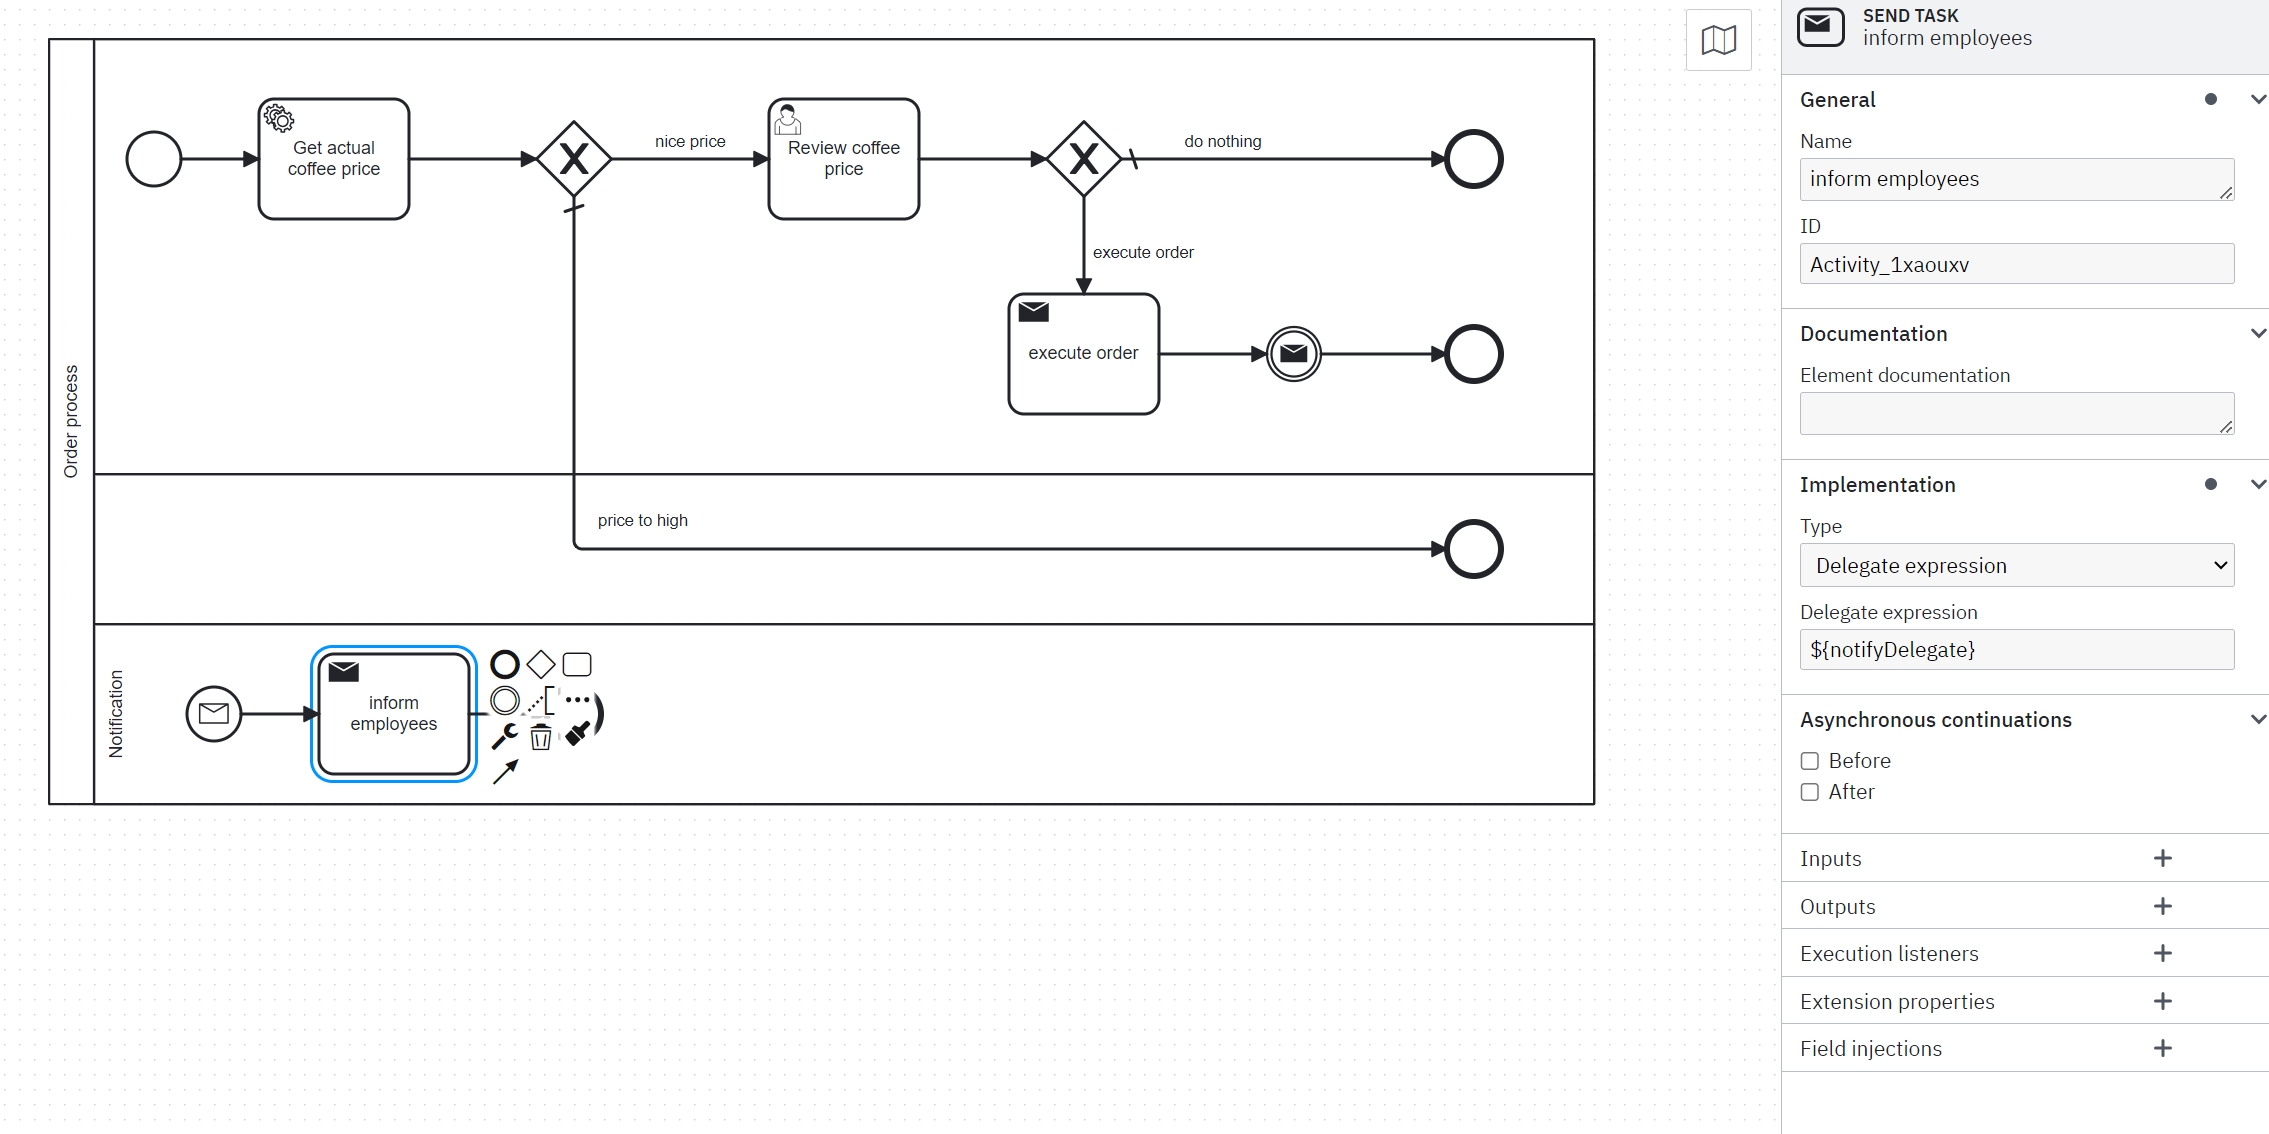 Order process
Get actual
coffee price
nice price
Review coffee
price
do nothing
execute order
execute order
price to high
Notification
inform
employees
SEND TASK
inform employees
General
Name
inform employees
ID
Activity_1xaouxv
Documentation
Element documentation
Implementation
Type
Delegate expression
Delegate expression
${notifyDelegate}
Asynchronous continuations
Before
After
Inputs
Outputs
Execution listeners
Extension properties
Field injections